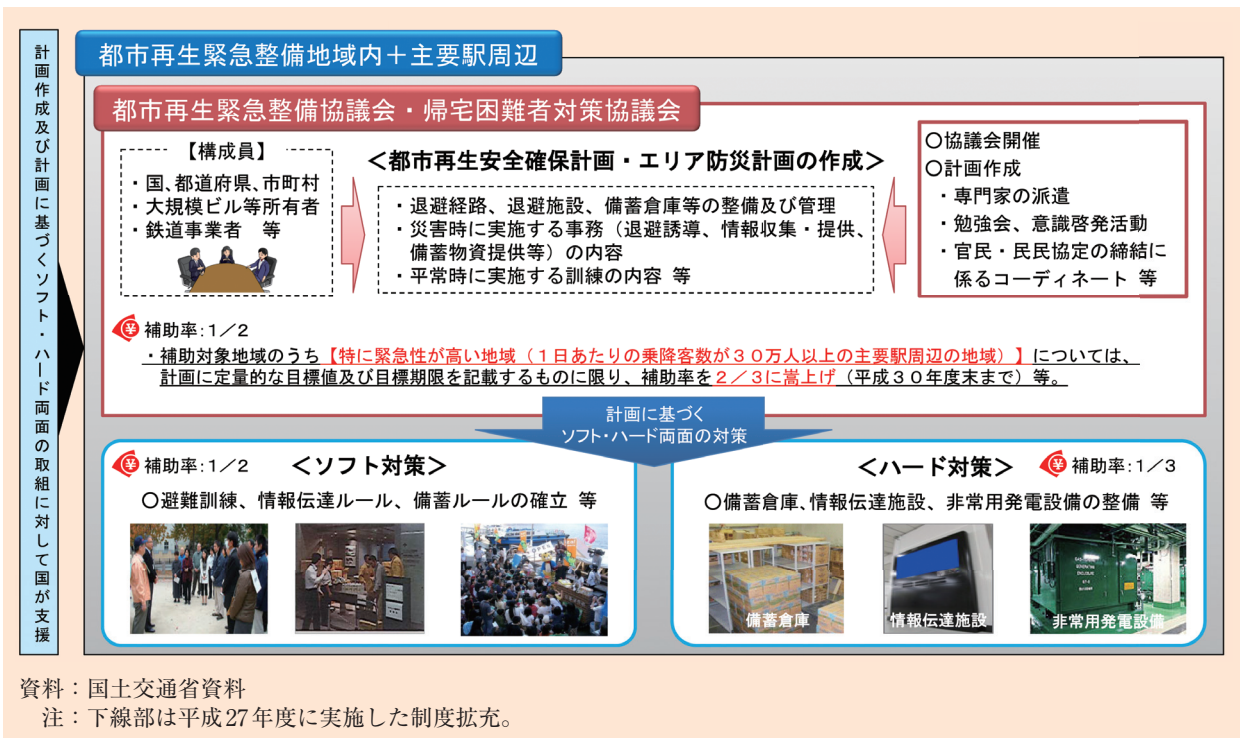 計画作成及び計画に基づくソフト・ハード両面の取組に対して国が支援
都市再生緊急整備地域内＋主要駅周辺
都市再生緊急整備協議会・帰宅困難者対策協議会
【構成員】
・国、都道府県、市町村
・大規模ビル等所有者
・鉄道事業者　等
＜都市再生安全確保計画・エリア防災計画の作成＞
・退避経路、退避施設、備蓄倉庫等の整備及び管理
・災害時に実施する事務（退避誘導、情報収集・提供、
備蓄物資提供等）の内容
・平常時に実施する訓練の内容 等
〇協議会開催
〇計画作成
・専門家の派遣
・勉強会、意識啓発活動
・官民・民民協定の締結に
係るコーディネート 等
¥ 補助率：1／2
・補助対象地域のうち【特に緊急性が高い地域（１日あたりの乗降客数が３０万人以上の主要駅周辺の地域）】については、
計画に定量的な目標値及び目標期限を記載するものに限り、補助率を２／３に嵩上げ（平成３０年度末まで）等。
計画に基づく
ソフト・ハード両面の対策
¥ 補助率：1／2
＜ソフト対策＞
〇避難訓練、情報伝達ルール、備蓄ルールの確立 等
＜ハード対策＞
¥ 補助率：1／3
〇備蓄倉庫、情報伝達施設、非常用発電設備の整備 等
備蓄倉庫
情報伝達施設
非常用発電設備
資料：国土交通省資料
注：下線部は平成27年度に実施した制度拡充。